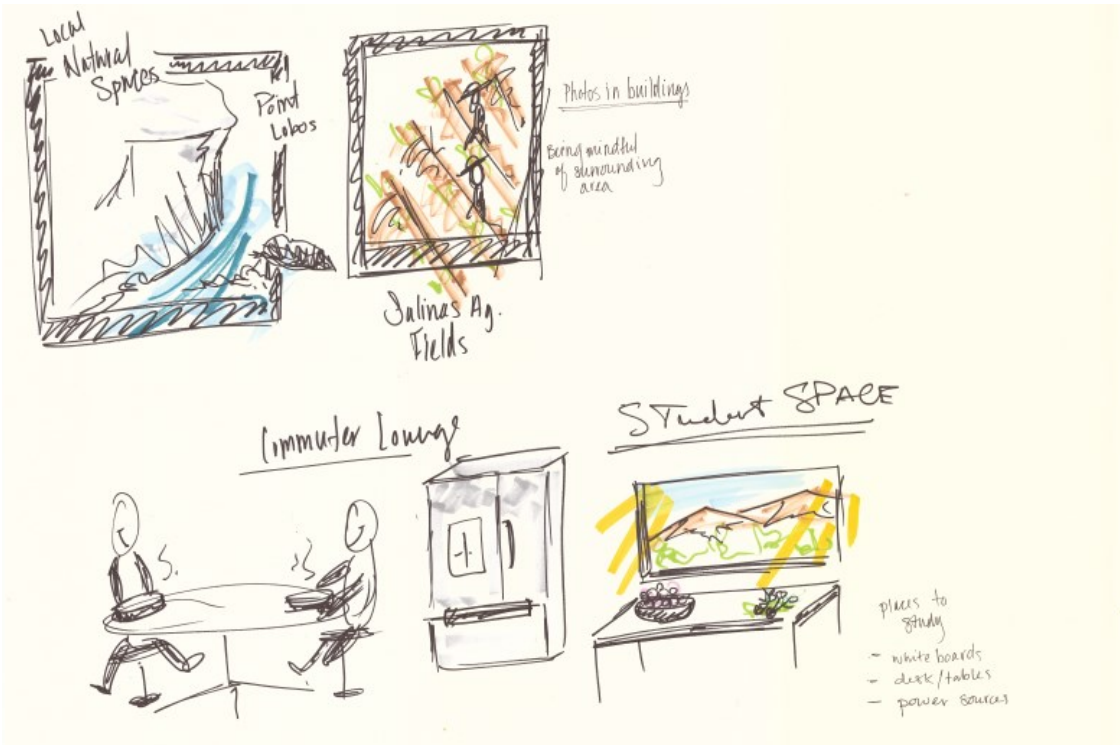 Local
Natural
Spaces
Point
Lobos
Photos in buildings
Being mindful
of surrounding
area
Salinas Ag.
Fields
Commuter Lounge
STudent SPACE
places to
study
- white boards
- desk/tables
- power sources